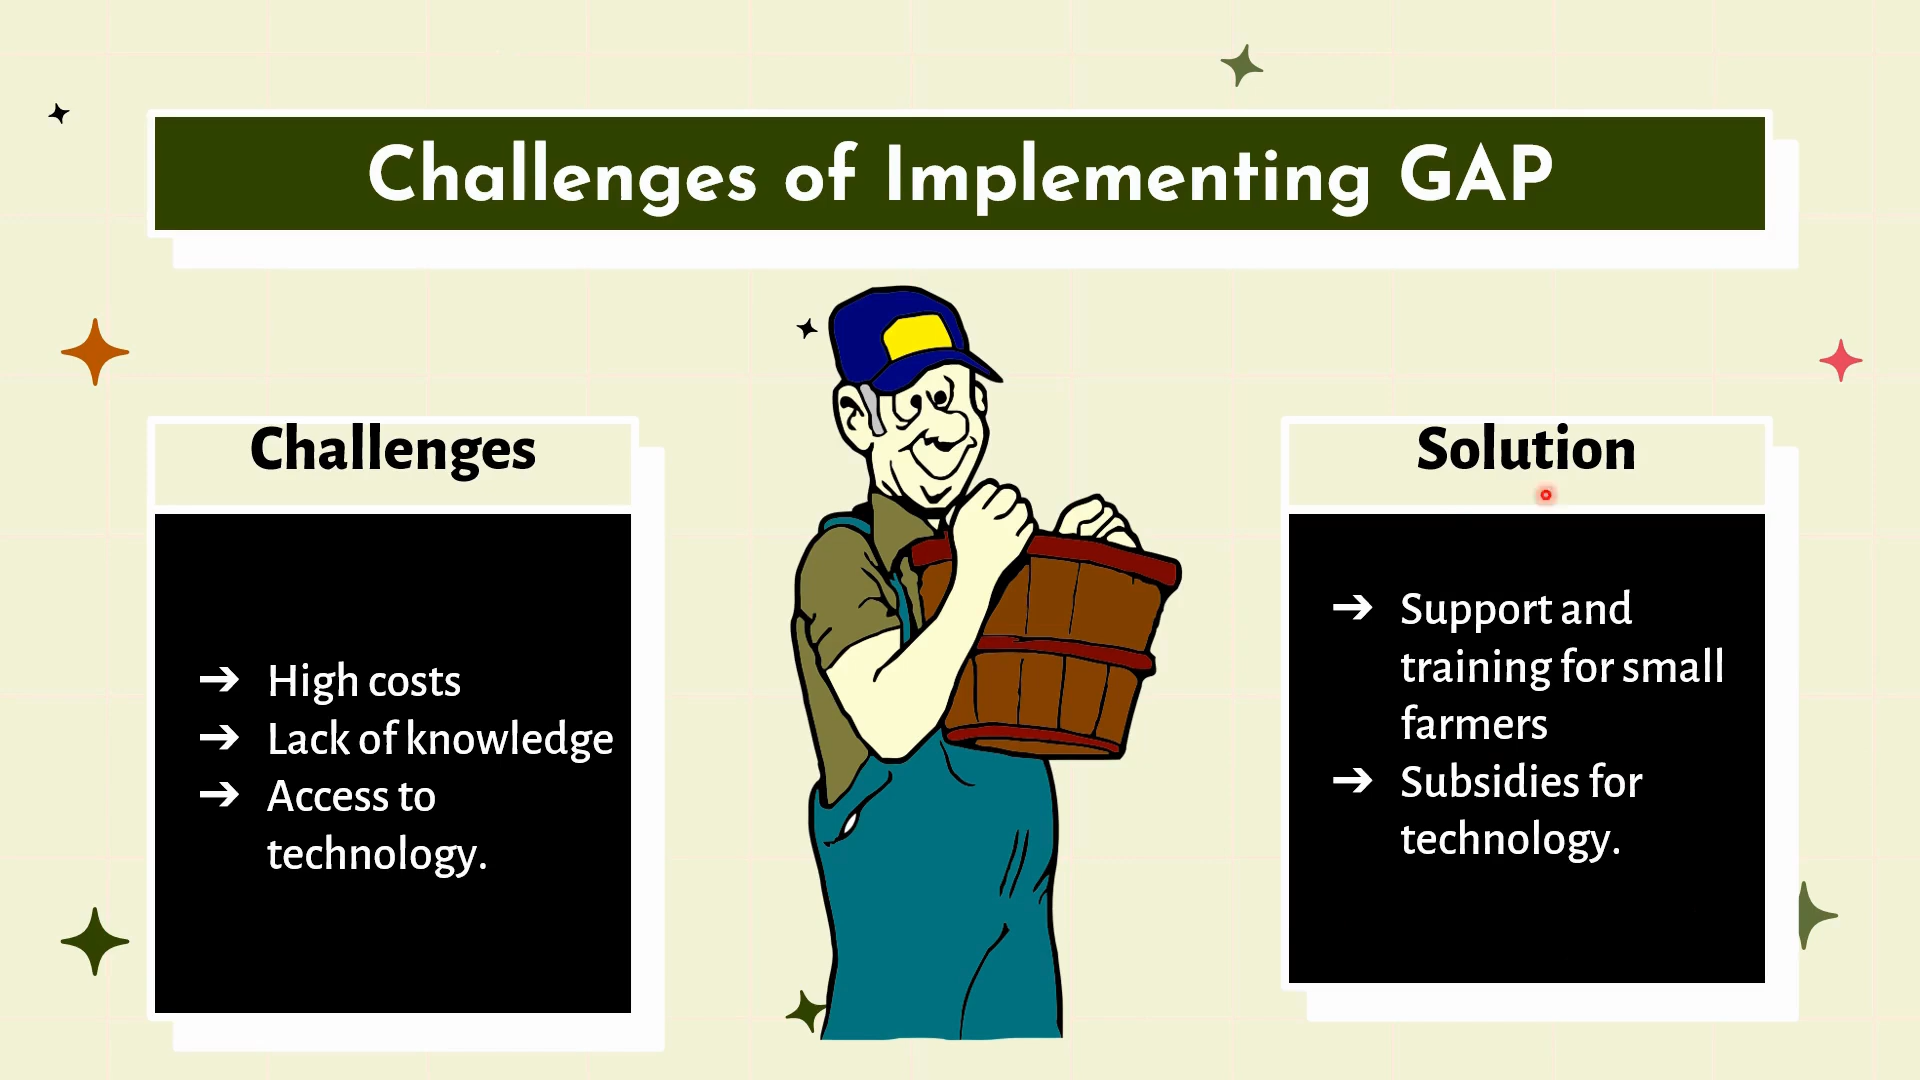 Challenges of Implementing GAP
Challenges
➔ High costs
➔ Lack of knowledge
➔ Access to
technology.
Solution
➔ Support and
training for small
farmers
➔ Subsidies for
technology.